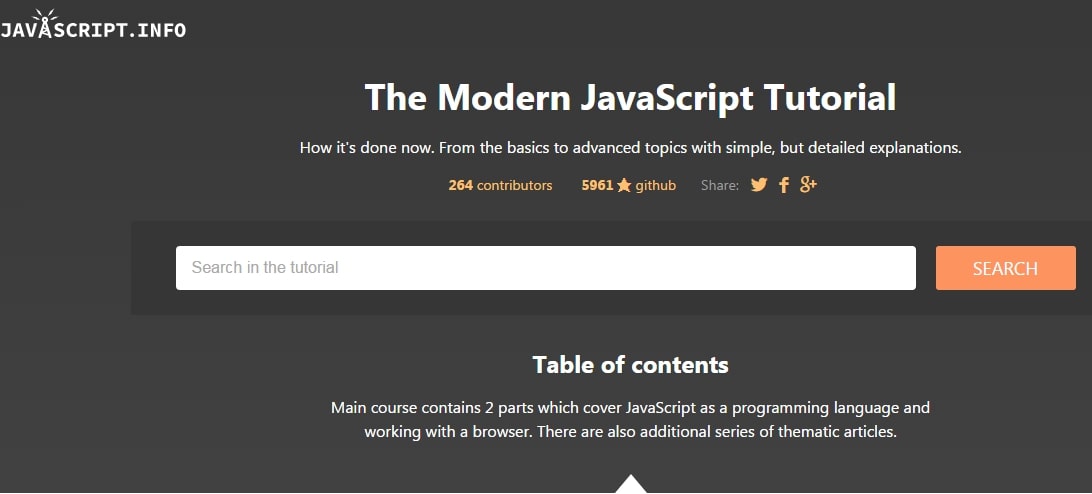 JAVASCRIPT.INFO
The Modern JavaScript Tutorial
How it's done now. From the basics to advanced topics with simple, but detailed explanations.
264 contributors 5961 github Share: f g+
Search in the tutorial SEARCH
Table of contents
Main course contains 2 parts which cover JavaScript as a programming language and
working with a browser. There are also additional series of thematic articles.